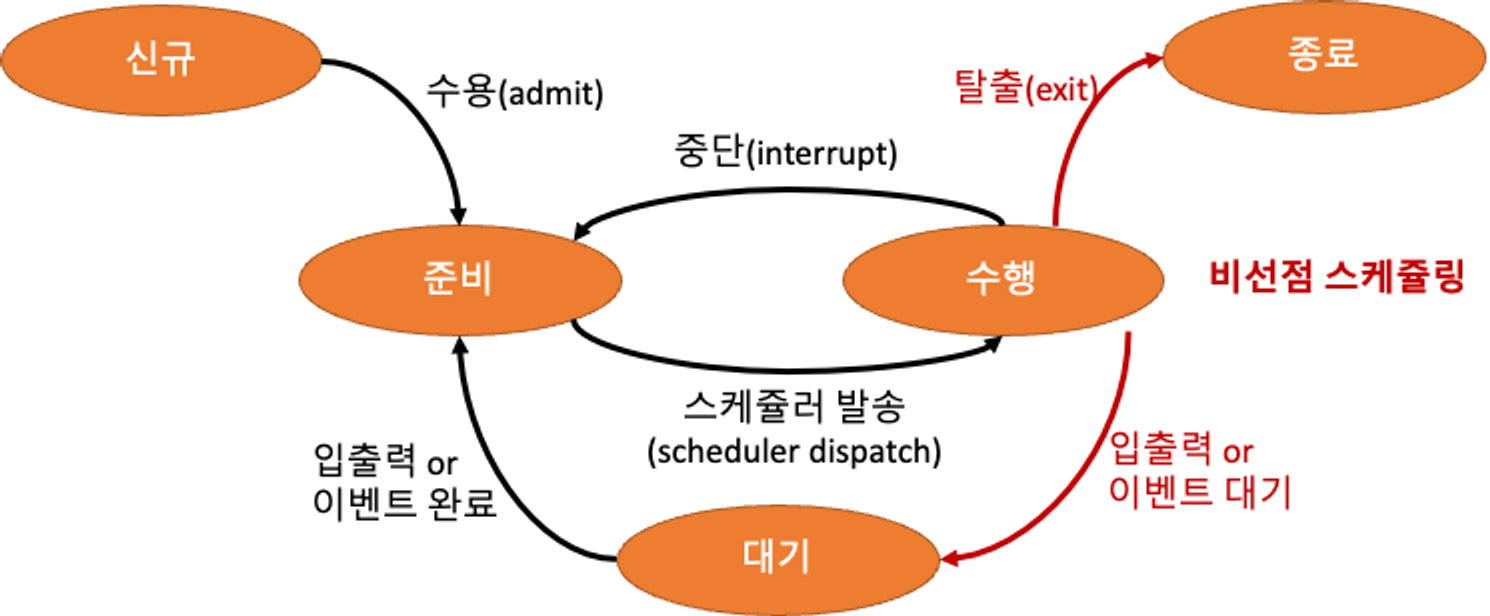 신규
종료
수용(admit)
탈출(exit)
중단(interrupt)
준비
수행
비선점 스케쥴링
스케쥴러 발송
(scheduler dispatch)
입출력 or
이벤트 완료
입출력 or
이벤트 대기
대기